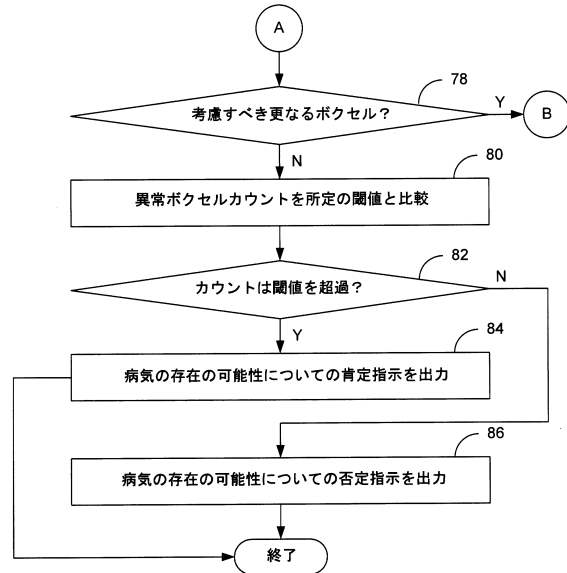 A
78
考慮すべき更なるボクセル？
Y
B
N
80
異常ボクセルカウントを所定の閾値と比較
82
カウントは閾値を超過？
N
Y
84
病気の存在の可能性についての肯定指示を出力
86
病気の存在の可能性についての否定指示を出力
終了